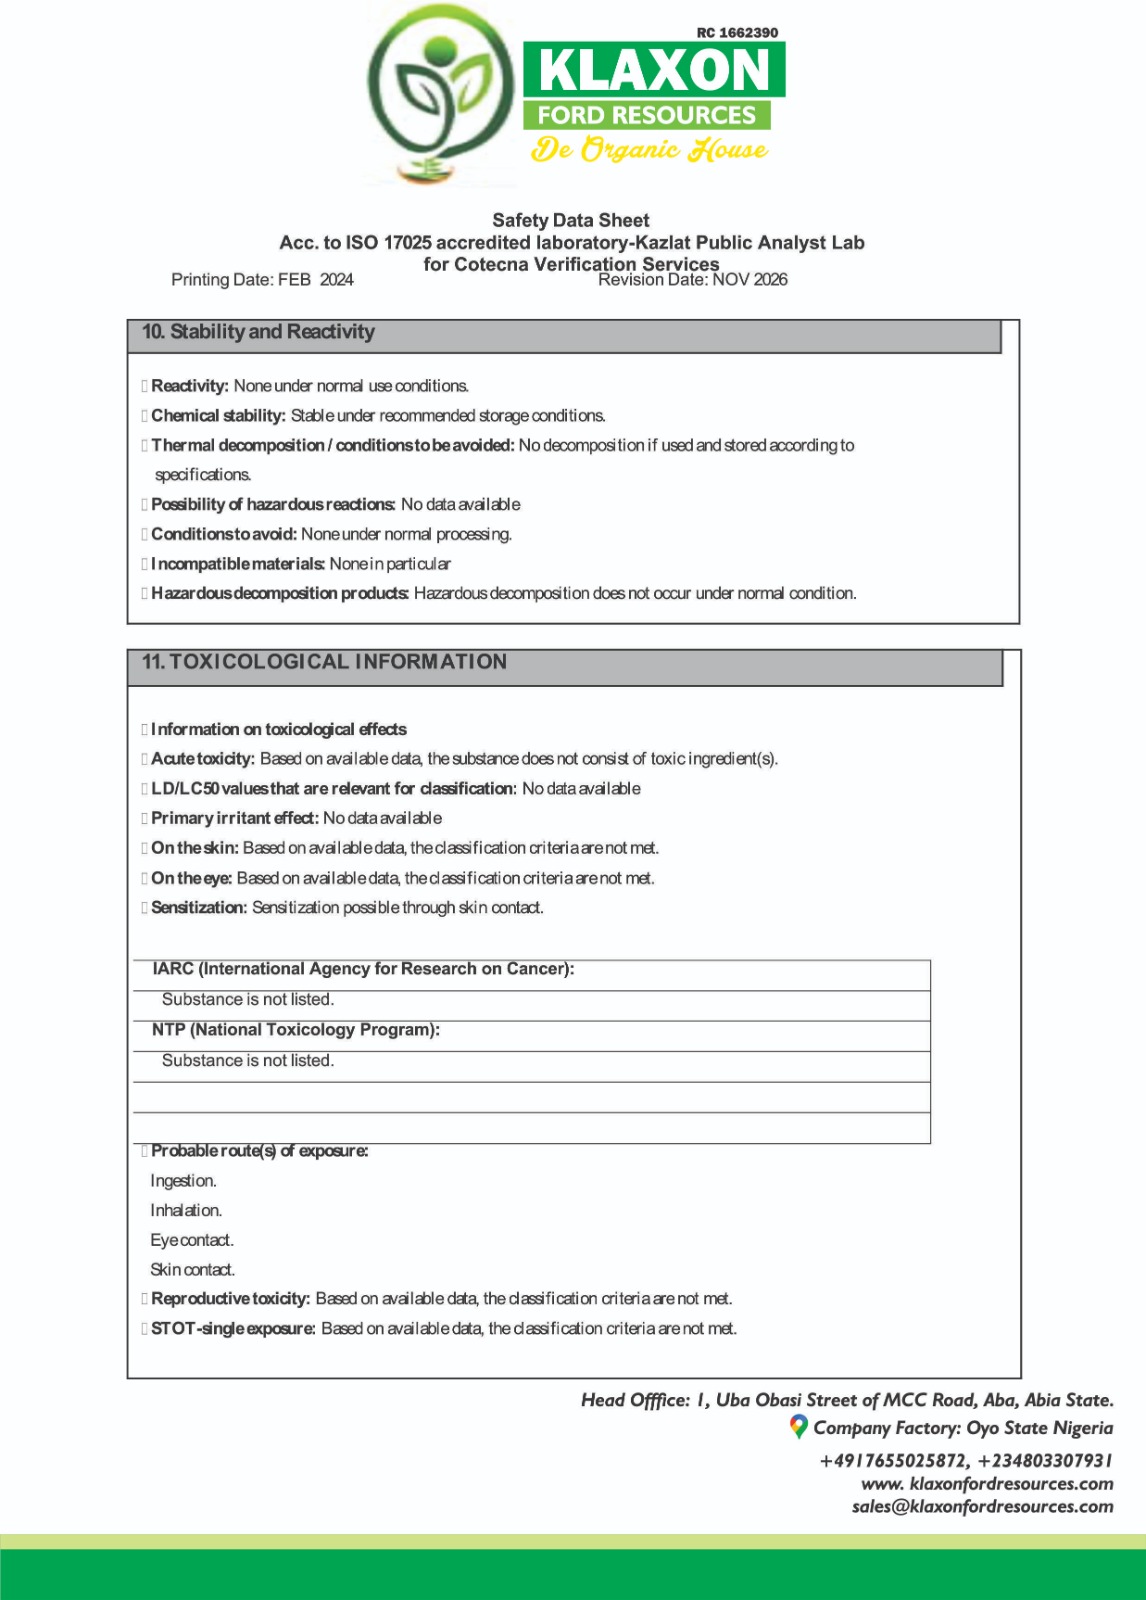 RC 1662390
KLAXON
FORD RESOURCES
De Organic House
Safety Data Sheet
Acc. to ISO 17025 accredited laboratory-Kazlat Public Analyst Lab
for Cotecna Verification Services
Printing Date: FEB 2024 Revision Date: NOV 2026
10. Stability and Reactivity
Reactivity: None under normal use conditions.
Chemical stability: Stable under recommended storage conditions.
Thermal decomposition / conditions to be avoided: No decomposition if used and stored according to
specifications.
Possibility of hazardous reactions: No data available
Conditions to avoid: None under normal processing.
Incompatible materials: None in particular
Hazardous decomposition products: Hazardous decomposition does not occur under normal condition.
11. TOXICOLOGICAL INFORMATION
Information on toxicological effects
Acute toxicity: Based on available data, the substance does not consist of toxic ingredient(s).
LD/LC50 values that are relevant for classification: No data available
Primary irritant effect: No data available
On the skin: Based on available data, the classification criteria are not met.
On the eye: Based on available data, the classification criteria are not met.
Sensitization: Sensitization possible through skin contact.
IARC (International Agency for Research on Cancer):
Substance is not listed.
NTP (National Toxicology Program):
Substance is not listed.
Probable route(s) of exposure:
Ingestion.
Inhalation.
Eye contact.
Skin contact.
Reproductive toxicity: Based on available data, the classification criteria are not met.
STOT-single exposure: Based on available data, the classification criteria are not met.
Head Offfice: 1, Uba Obasi Street of MCC Road, Aba, Abia State.
Company Factory: Oyo State Nigeria
+4917655025872, +234803307931
www. klaxonfordresources.com
sales@klaxonfordresources.com